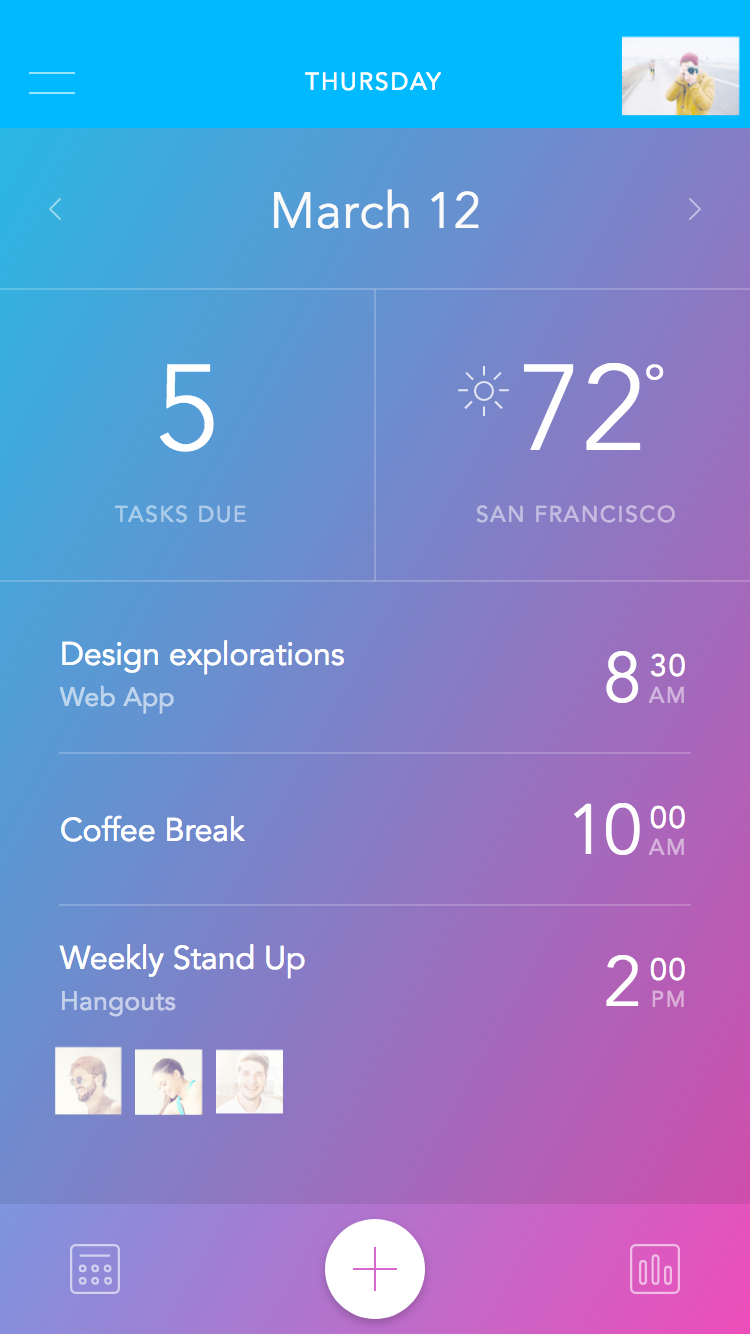 THURSDAY
March 12
5
TASKS DUE
72°
SAN FRANCISCO
Design explorations
Web App
8 30 AM
Coffee Break
10 00 AM
Weekly Stand Up
Hangouts
2 00 PM